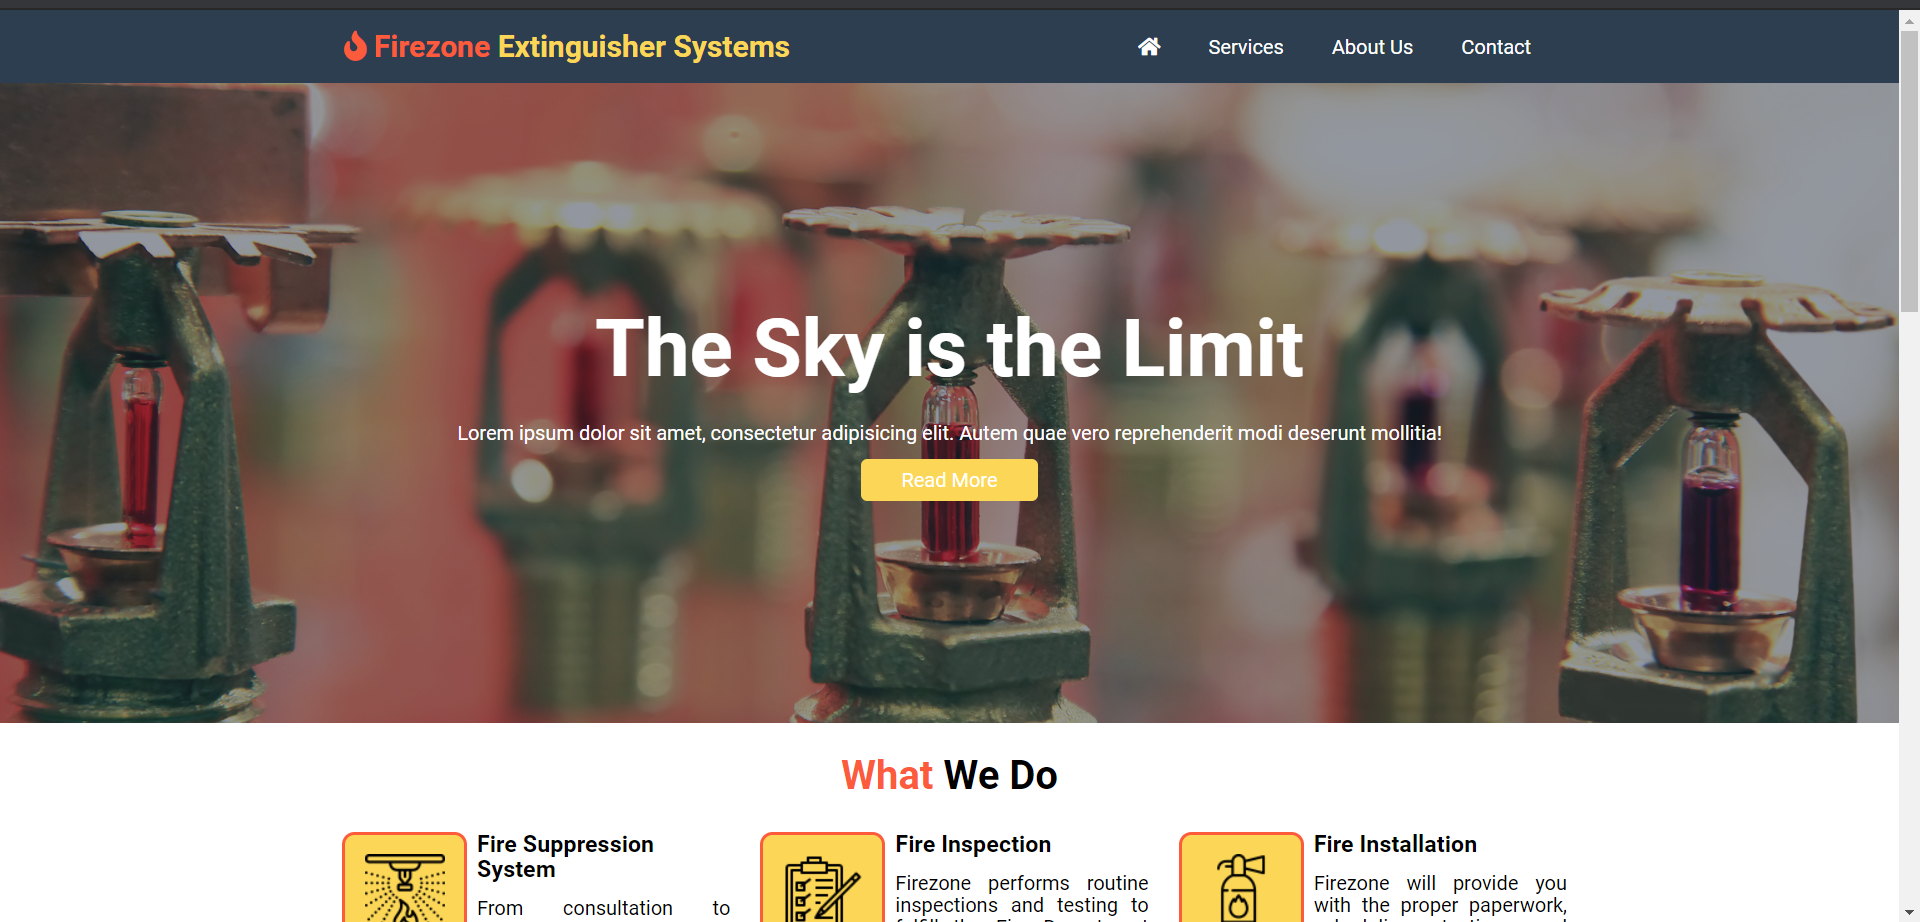 Firezone Extinguisher Systems
Services
About Us
Contact
The Sky is the Limit
Lorem ipsum dolor sit amet, consectetur adipisicing elit. Autem quae vero reprehenderit modi deserunt mollitia!
Read More
What We Do
Fire Suppression
System
From consultation to
Fire Inspection
Firezone performs routine
inspections and testing to
Fire Installation
Firezone will provide you
with the proper paperwork,